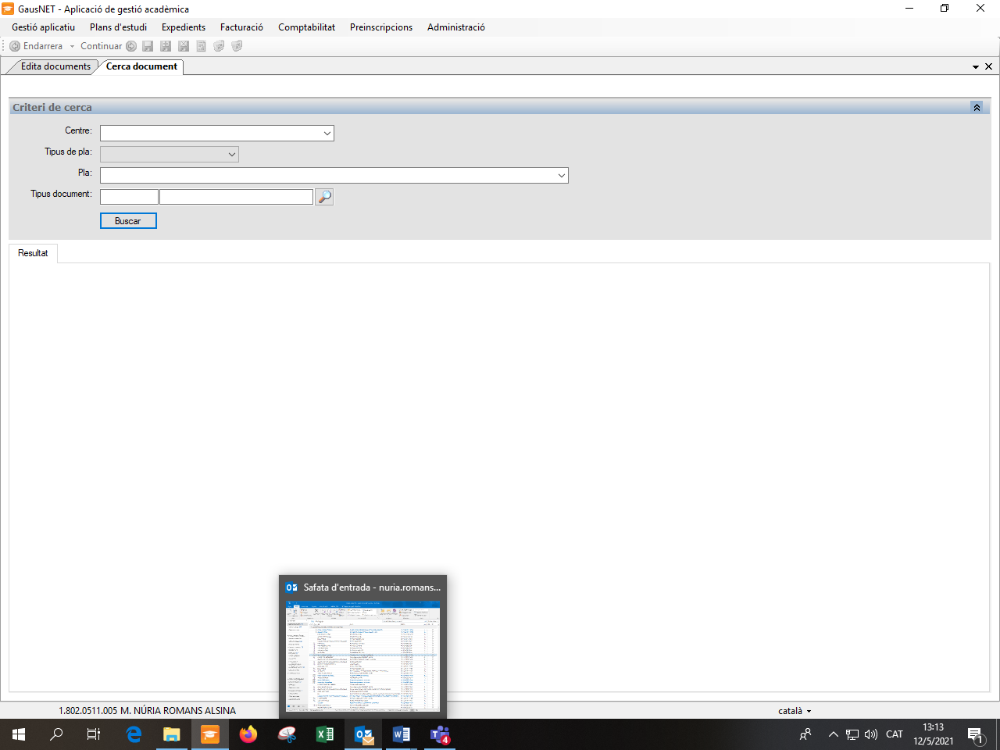 GausNET - Aplicació de gestió acadèmica
Gestió aplicatiu Plans d'estudi Expedients Facturació Comptabilitat Preinscripcions Administració
Endarrera Continuar
Edita documents Cerca document
Criteri de cerca
Centre:
Tipus de pla:
Pla:
Tipus document:
Buscar
Resultat
Safata d'entrada - nuria.romans...
1.802.0511.005 M. NÚRIA ROMANS ALSINA català
4 CAT 13:13
12/5/2021 1